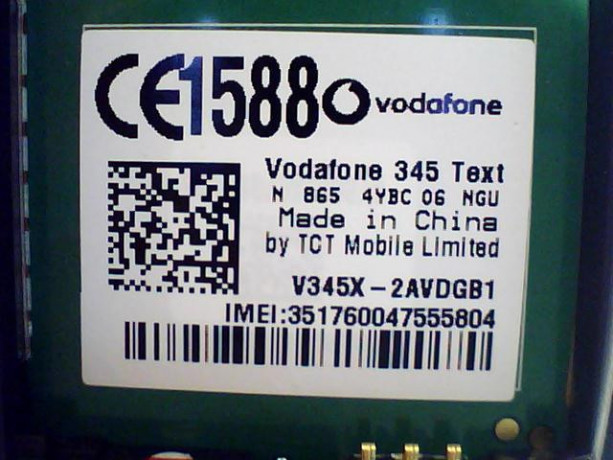 CE1588 vodafone
Vodafone 345 Text
N 865 4YBC 06 NGU
Made in China
by TCT Mobile Limited
V345X-2AVDGB1
IMEI:351760047555804